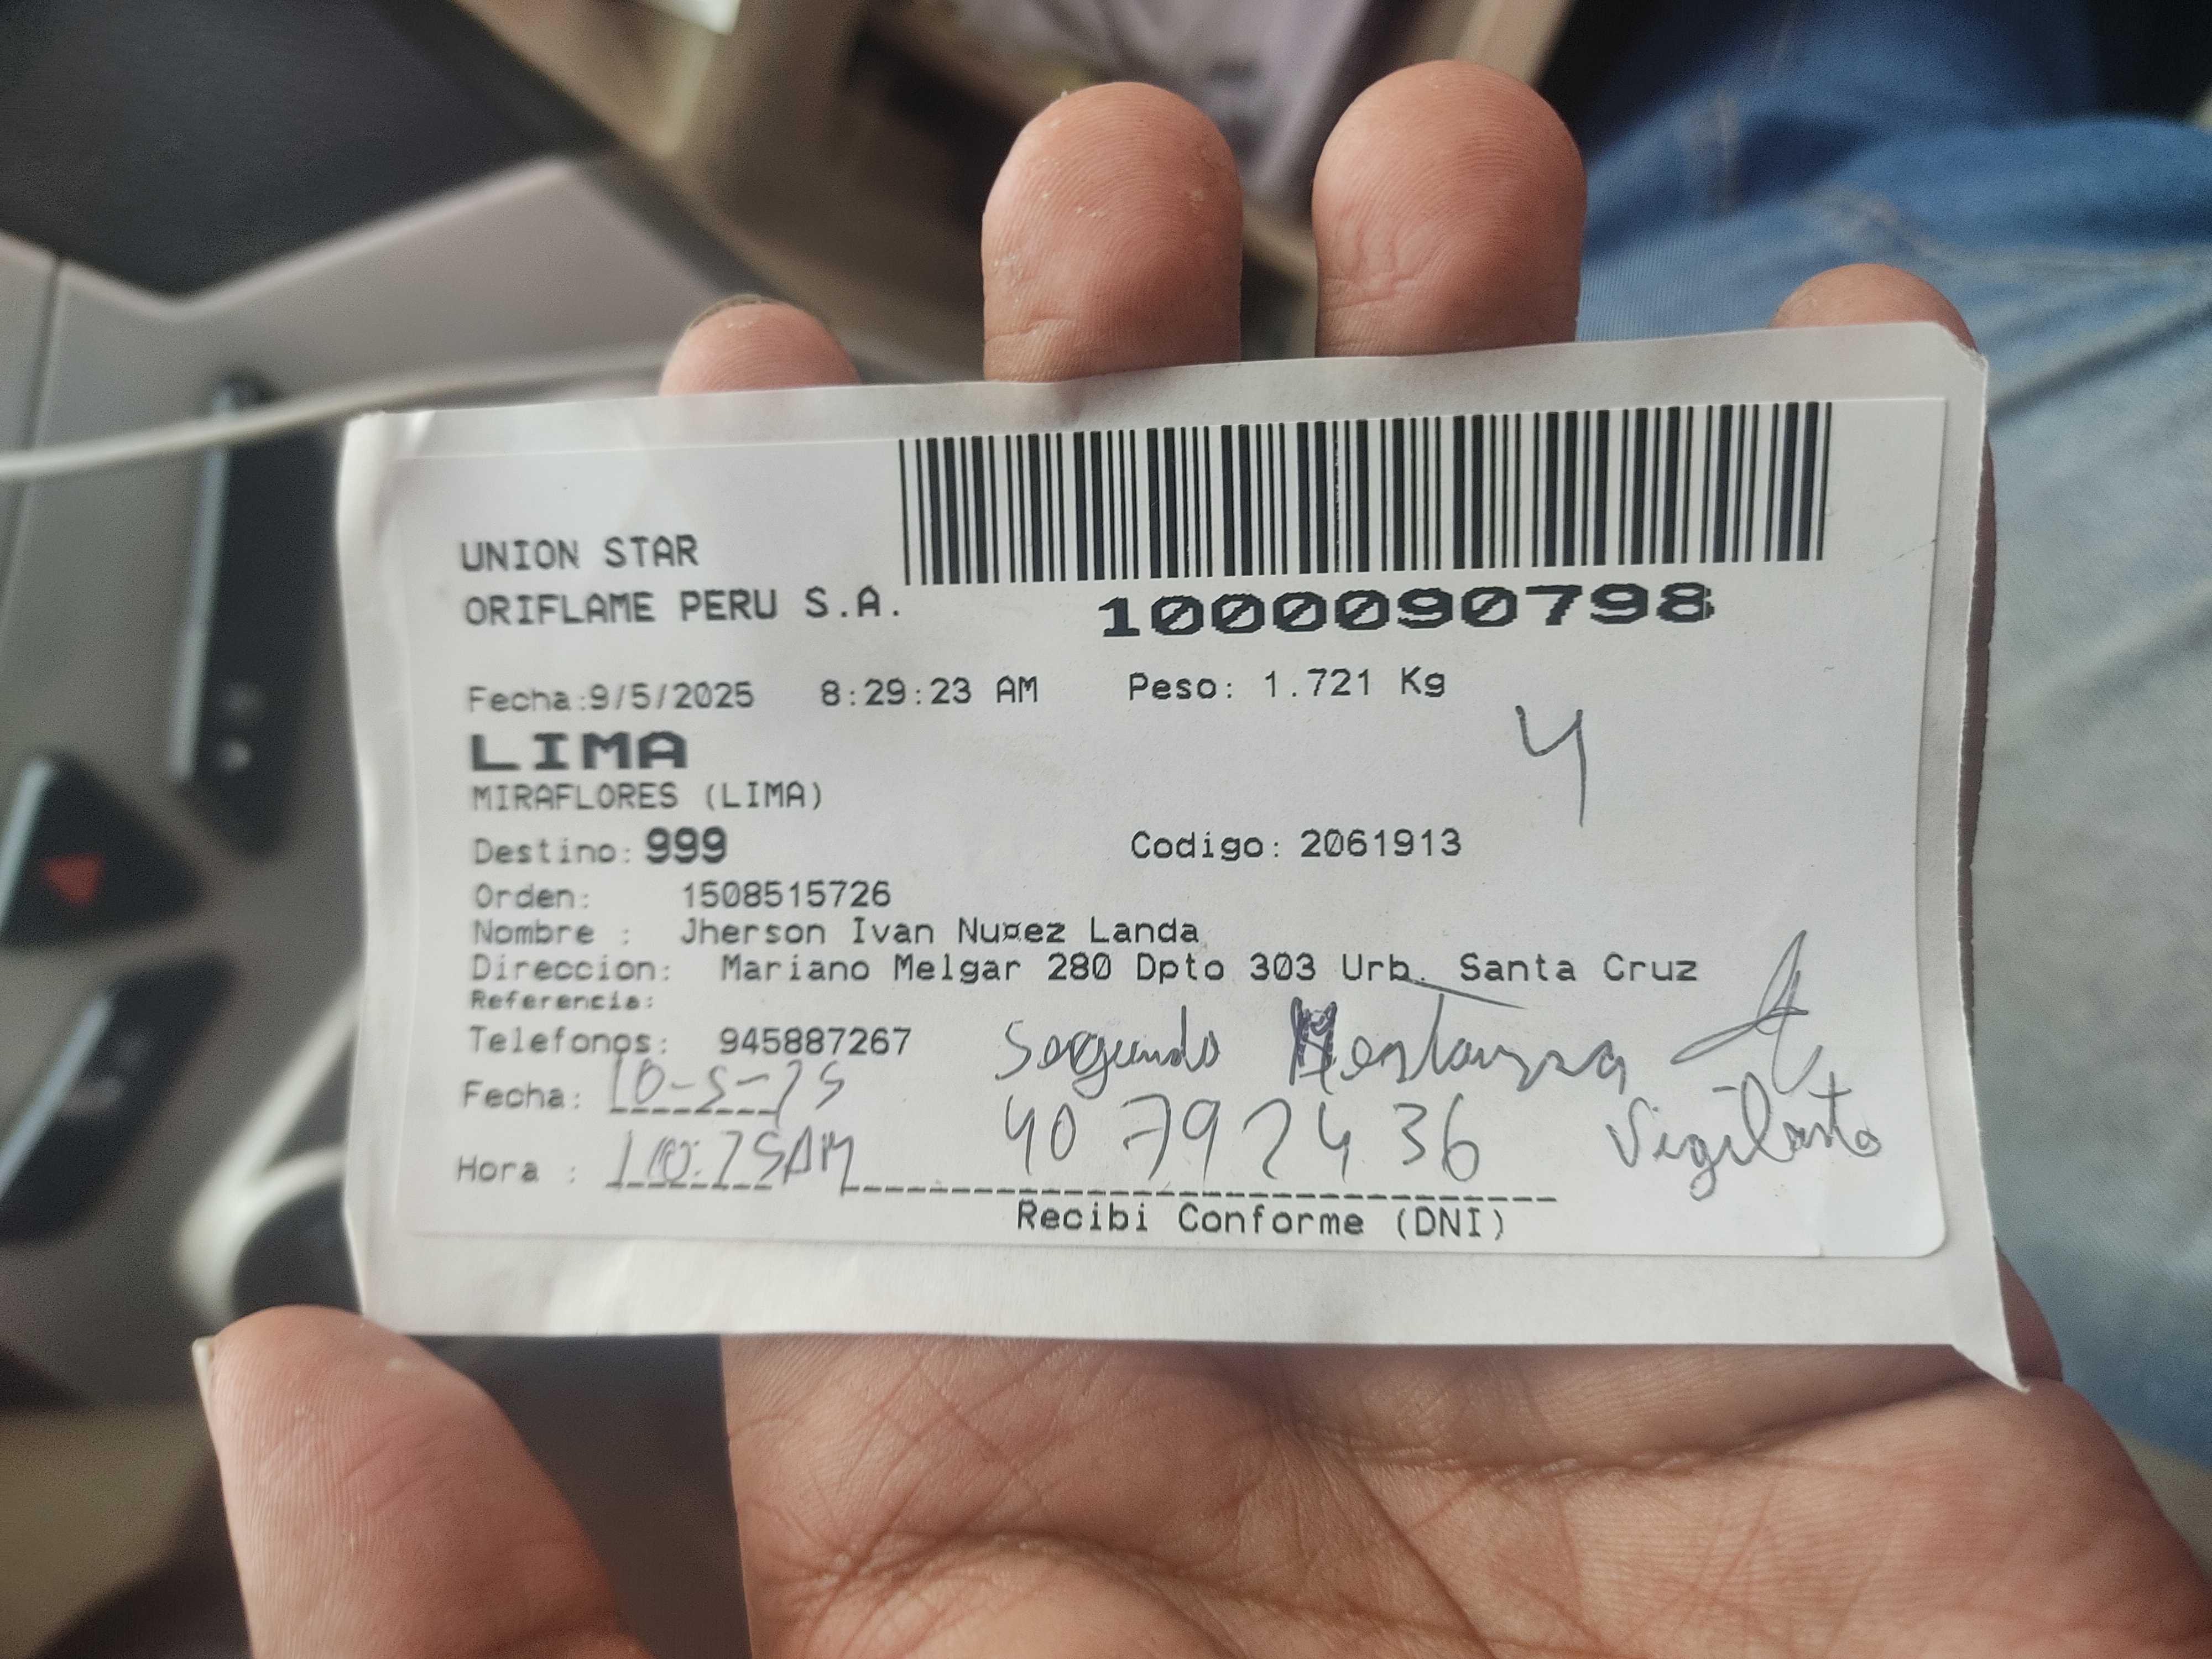 UNION STAR
ORIFLAME PERU S.A.
1000090798
Fecha:9/5/2025 8:29:23 AM Peso: 1.721 Kg
LIMA
4
MIRAFLORES (LIMA)
Destino: 999 Codigo: 2061913
Orden: 1508515726
Nombre : Jherson Ivan Nu¤ez Landa
Direccion: Mariano Melgar 280 Dpto 303 Urb. Santa Cruz
Referencia:
Telefonos: 945887267 Segundo
Fecha: 10-5-25 40792436 Vigilante
Hora : 10:25AM
Recibi Conforme (DNI)